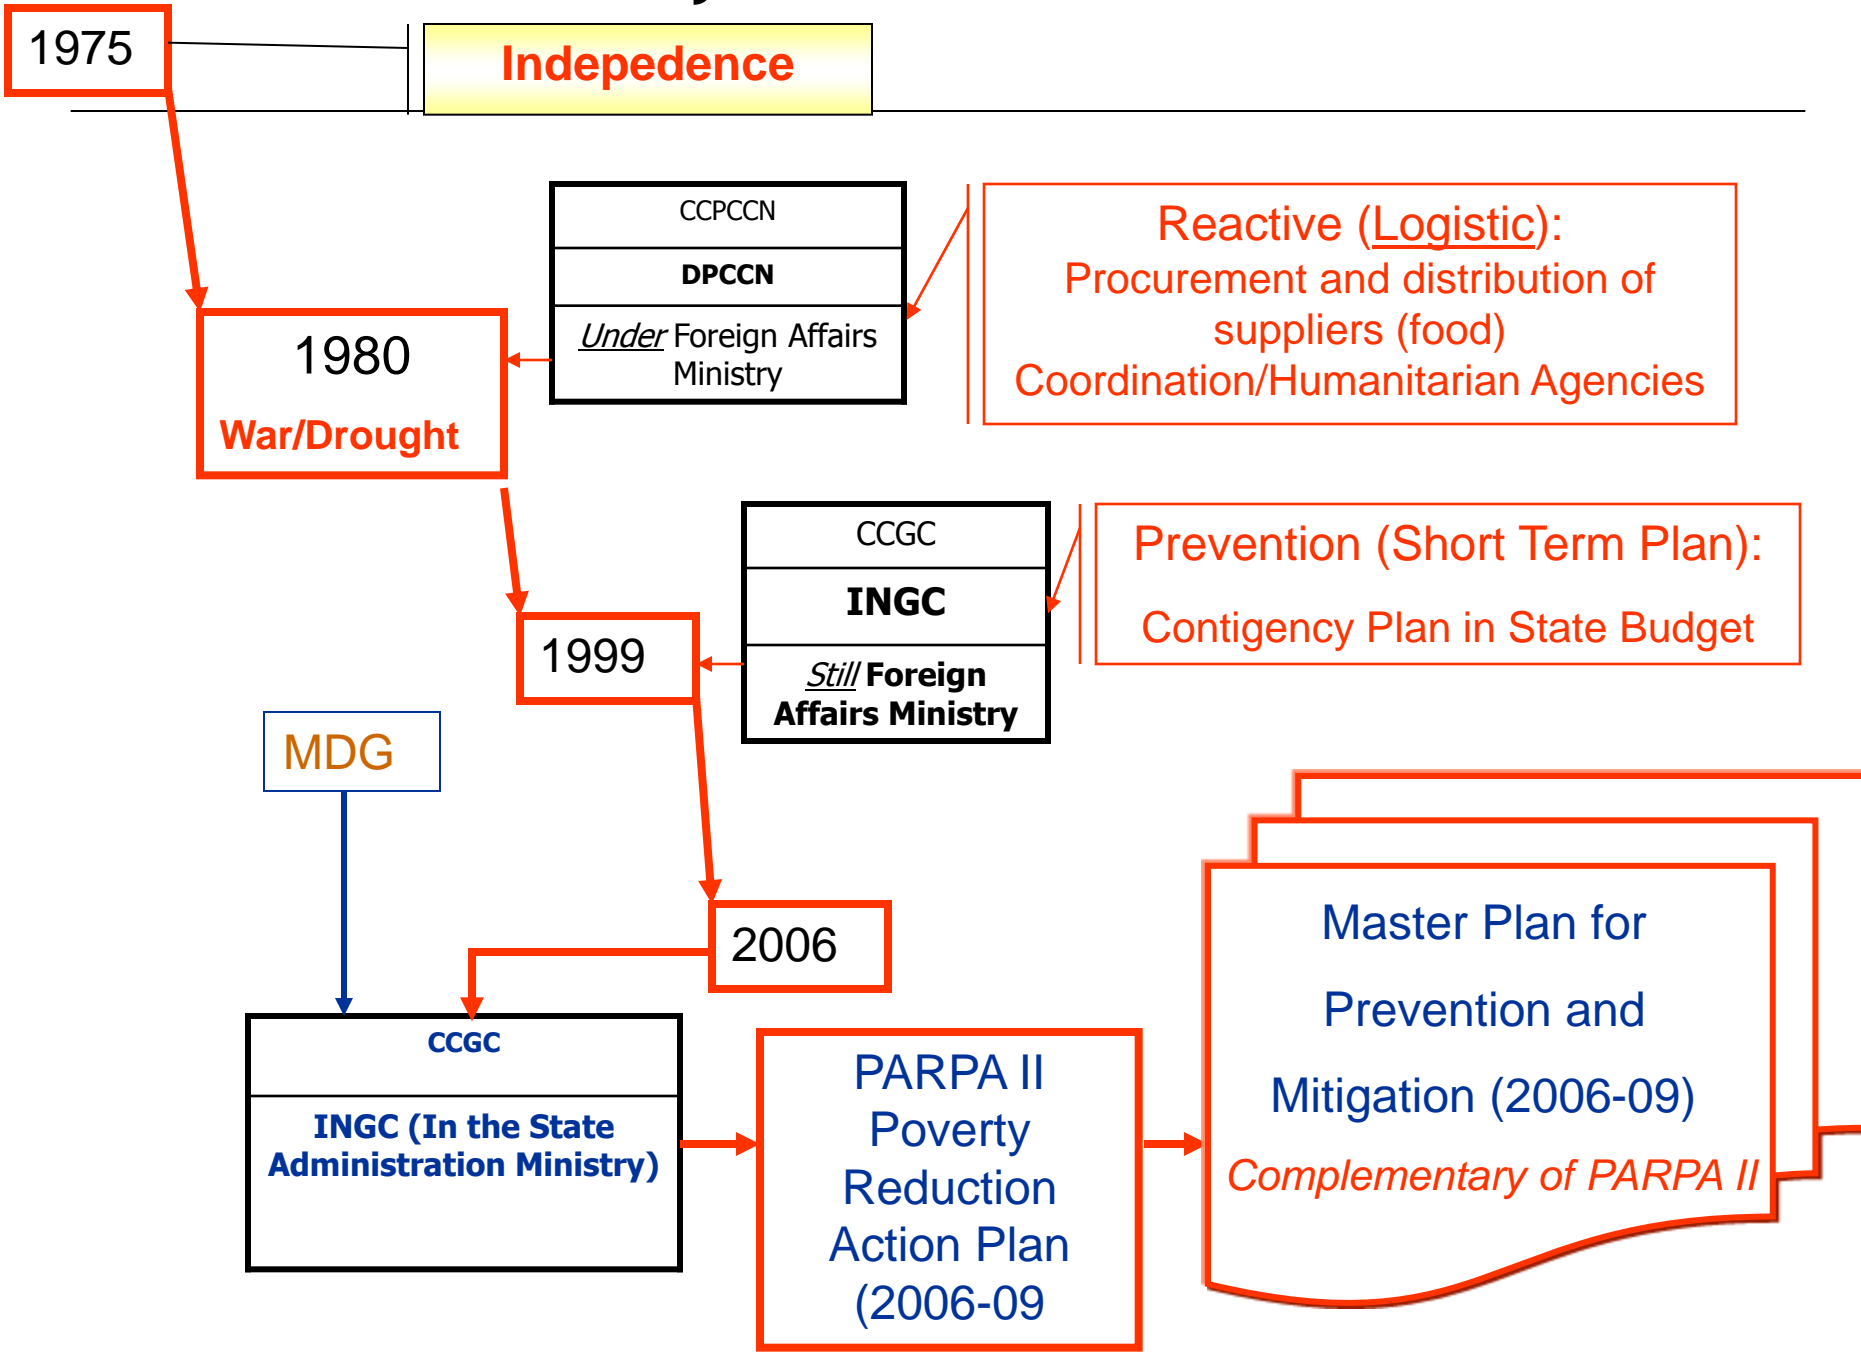 1975
Indepedence
CCPCCN
DPCCN
Under Foreign Affairs
Ministry
Reactive (Logistic):
Procurement and distribution of
suppliers (food)
Coordination/Humanitarian Agencies
1980
War/Drought
CCGC
INGC
Still Foreign
Affairs Ministry
Prevention (Short Term Plan):
Contigency Plan in State Budget
1999
MDG
2006
CCGC
INGC (In the State
Administration Ministry)
PARPA II
Poverty
Reduction
Action Plan
(2006-09
Master Plan for
Prevention and
Mitigation (2006-09)
Complementary of PARPA II